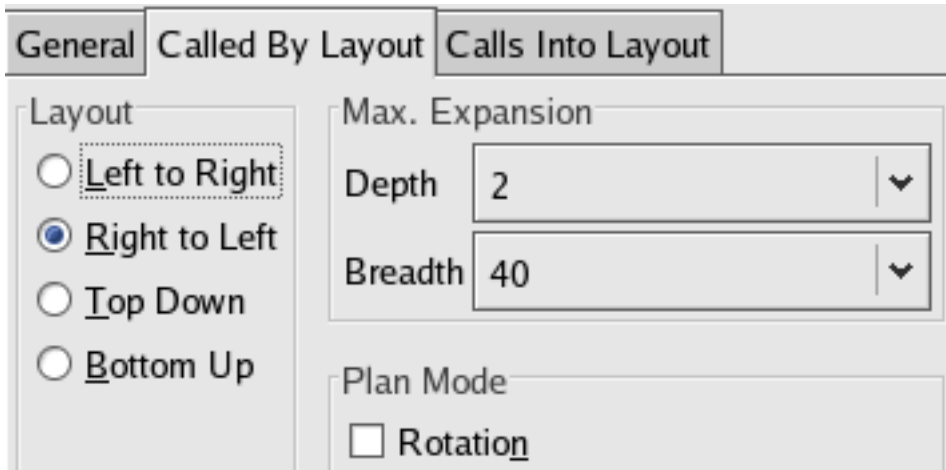 General Called By Layout Calls Into Layout
Layout
Left to Right
Right to Left
Top Down
Bottom Up
Max. Expansion
Depth 2
Breadth 40
Plan Mode
Rotation